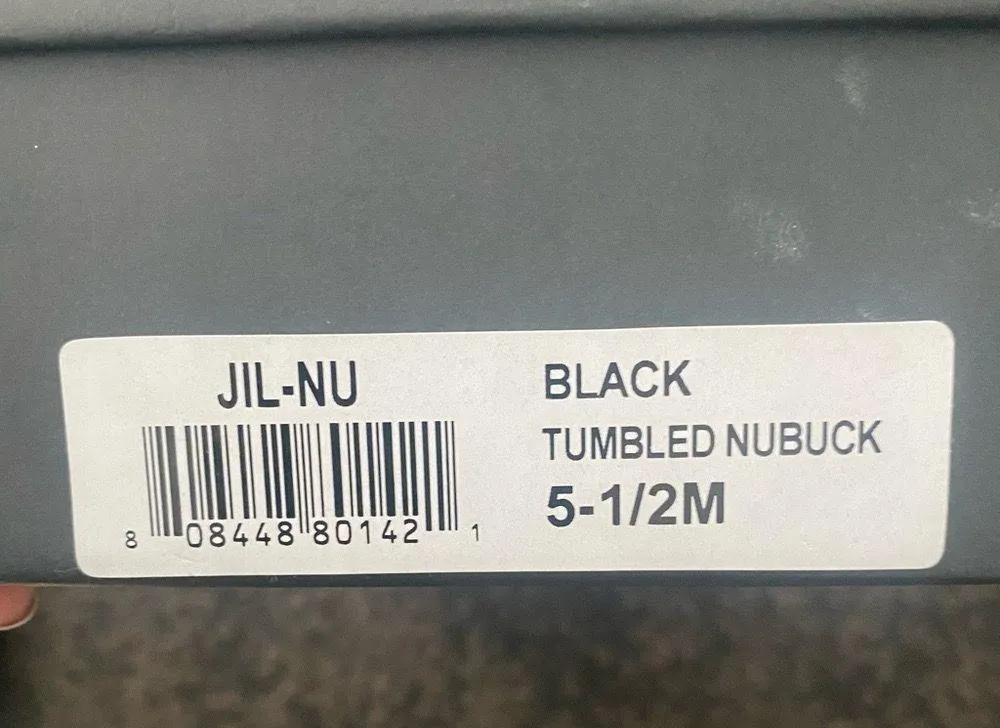 JIL-NU
8 08448 80142 1
BLACK
TUMBLED NUBUCK
5-1/2M